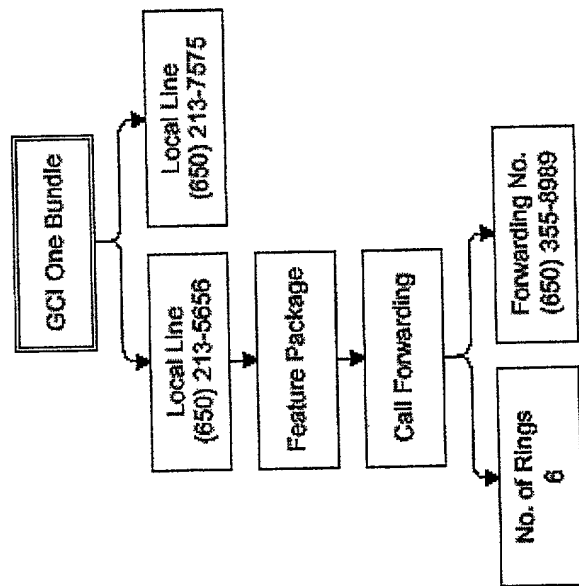 GCI One Bundle
Local Line
(650) 213-5656
Local Line
(650) 213-7575
Feature Package
Call Forwarding
No. of Rings
6
Forwarding No.
(650) 355-8989